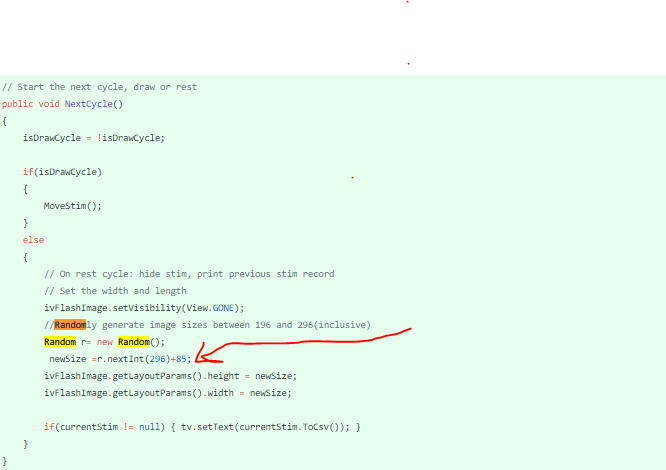 // Start the next cycle, draw or rest
public void NextCycle()
{
isDrawCycle = !isDrawCycle;
if(isDrawCycle)
{
MoveStim();
}
else
{
// On rest cycle: hide stim, print previous stim record
// Set the width and length
ivFlashImage.setVisibility(View.GONE);
//Randomly generate image sizes between 196 and 296(inclusive)
Random r= new Random();
newSize =r.nextInt(296)+85;
ivFlashImage.getLayoutParams().height = newSize;
ivFlashImage.getLayoutParams().width = newSize;
if(currentStim != null) { tv.setText(currentStim.ToCsv()); }
}
}